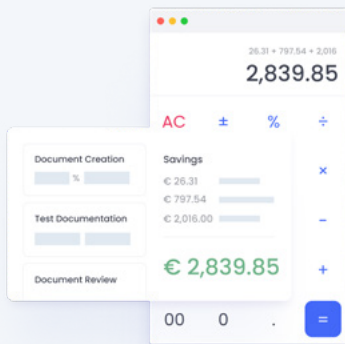 26.31 + 797.54 + 2,016
2,839.85
AC ± % ÷
Document Creation
%
Test Documentation
Document Review
Savings
€ 26.31
€ 797.54
€ 2,016.00
€ 2,839.85
×
−
+
00 0 . =